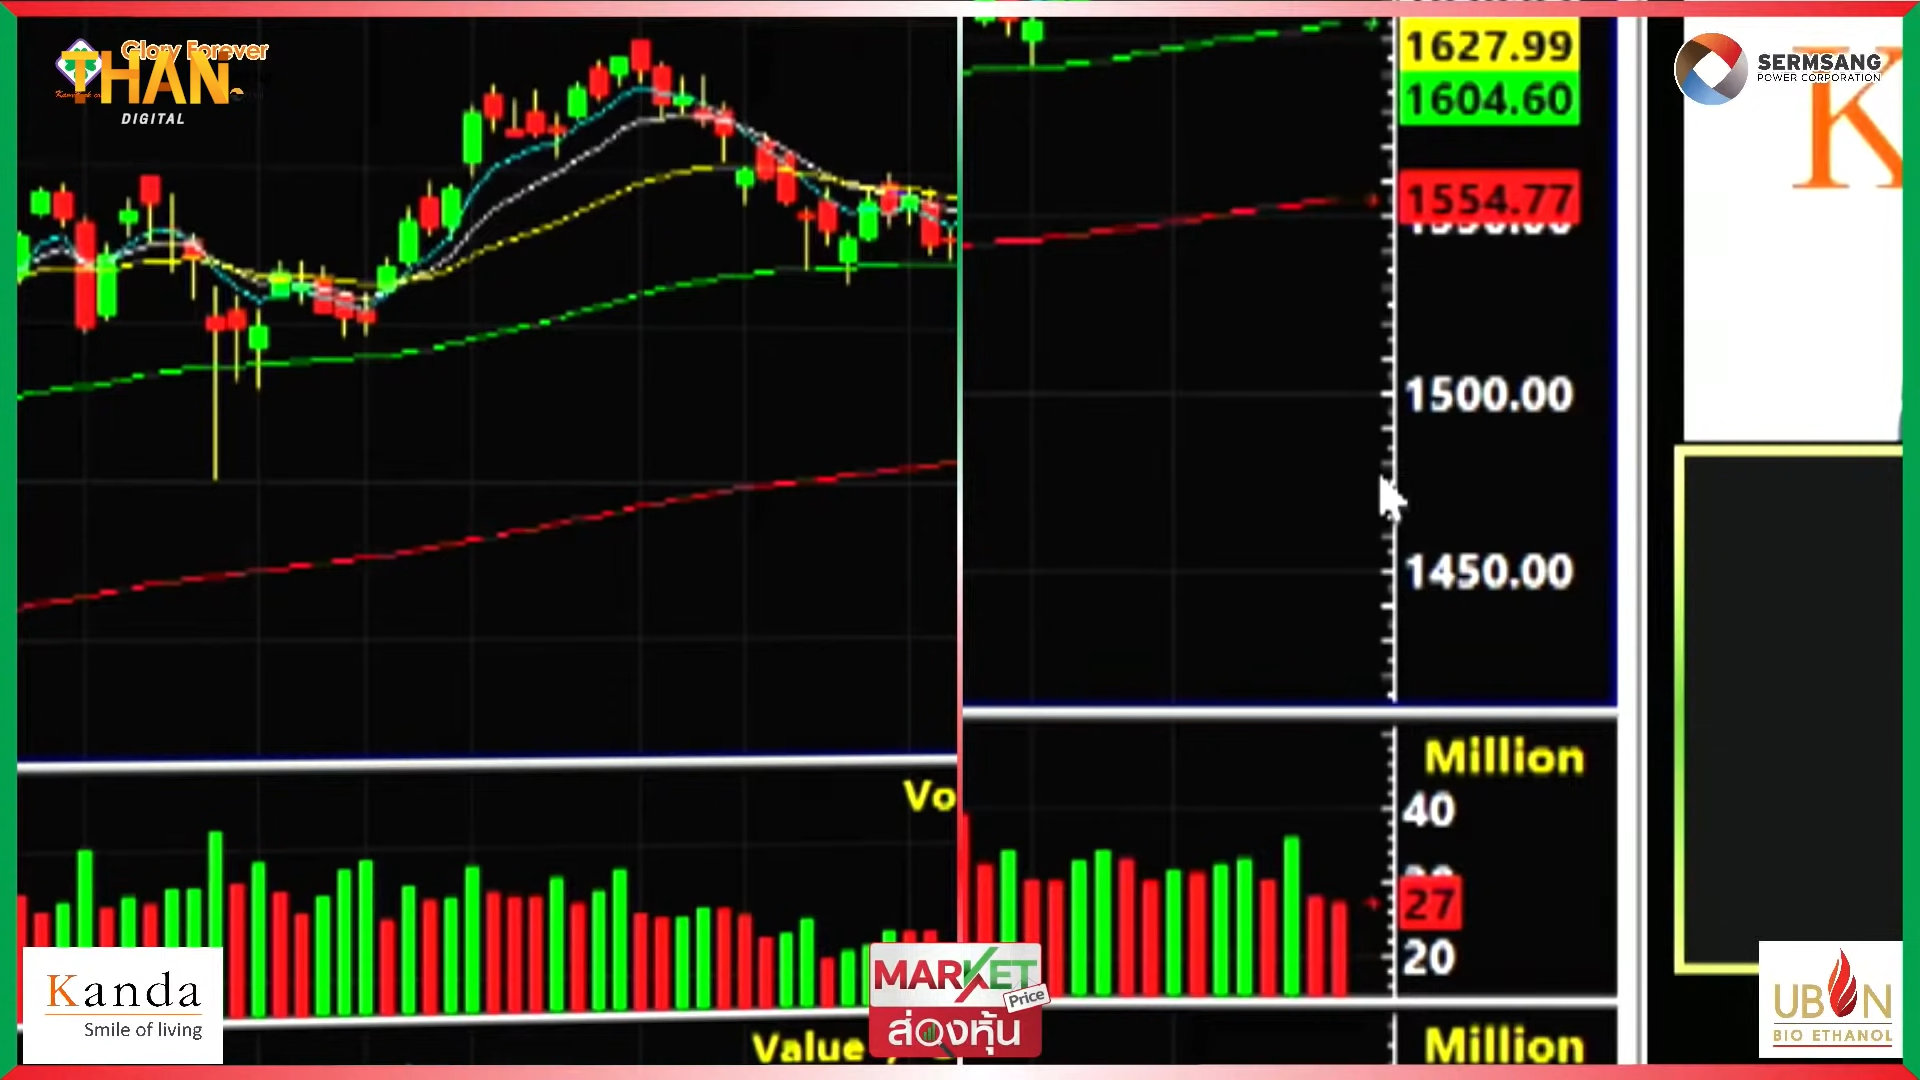 Glory Forever
THAN
DIGITAL
1627.99
1604.60
1554.77
1500.00
1450.00
SERMSANG
POWER CORPORATION
K
Vo
Million
40
27
20
Value
Million
Kanda
Smile of living
MARKET
Price
ส่องหุ้น
UBON
BIO ETHANOL